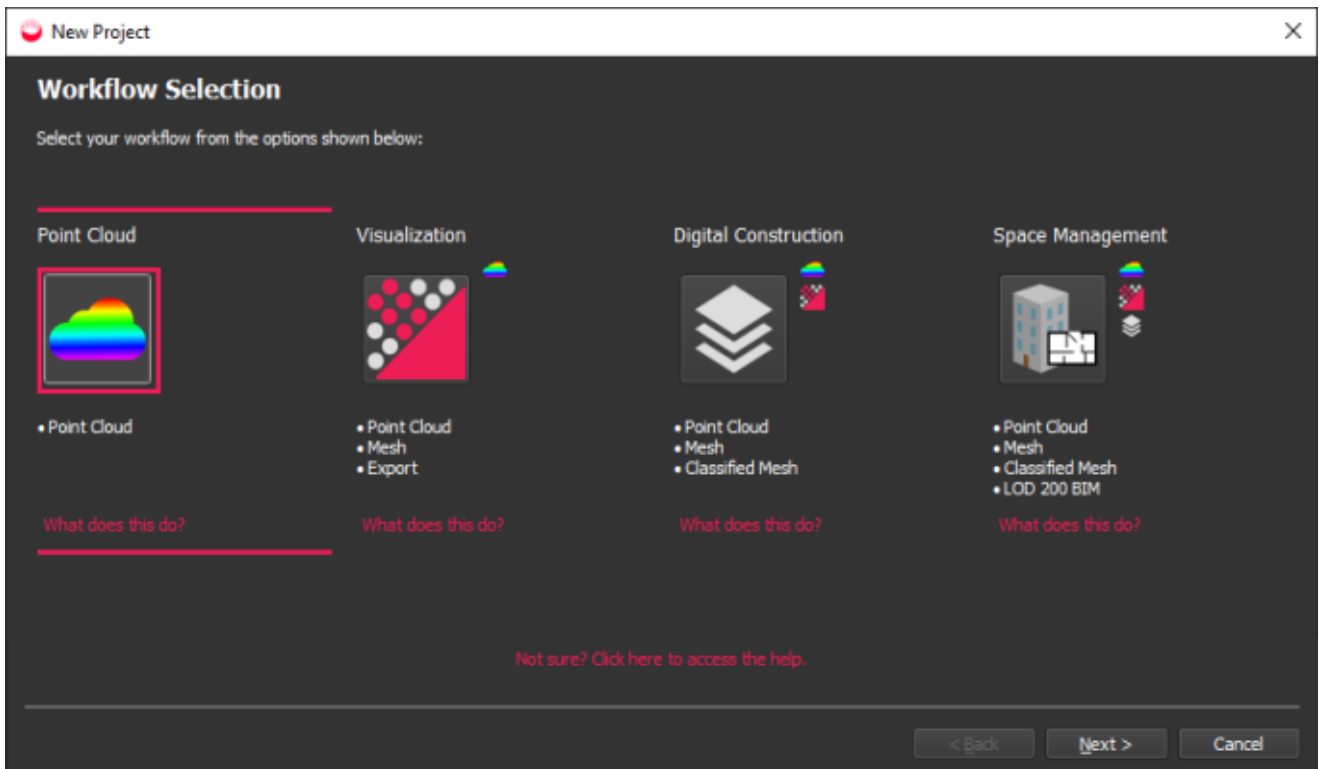 New Project
Workflow Selection
Select your workflow from the options shown below:
Point Cloud
• Point Cloud
What does this do?
Visualization
• Point Cloud
• Mesh
• Export
What does this do?
Digital Construction
• Point Cloud
• Mesh
• Classified Mesh
What does this do?
Space Management
• Point Cloud
• Mesh
• Classified Mesh
• LOD 200 BIM
What does this do?
Not sure? Click here to access the help.
< Back
Next >
Cancel